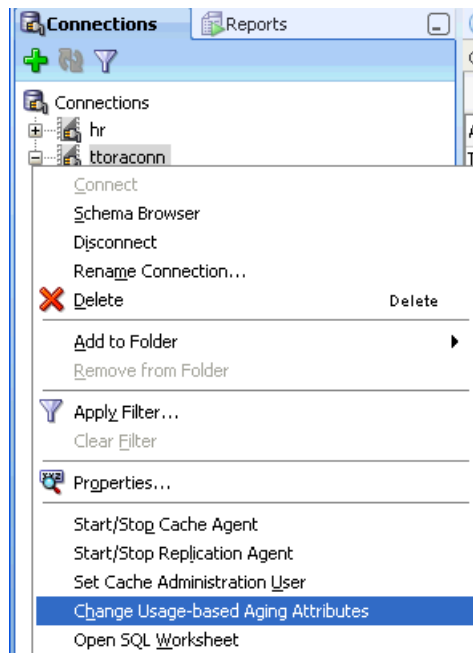 Connections Reports
Connections
hr
ttoraconn
Connect
Schema Browser
Disconnect
Rename Connection...
Delete Delete
Add to Folder
Remove from Folder
Apply Filter...
Clear Filter
XYZ
Properties...
Start/Stop Cache Agent
Start/Stop Replication Agent
Set Cache Administration User
Change Usage-based Aging Attributes
Open SQL Worksheet